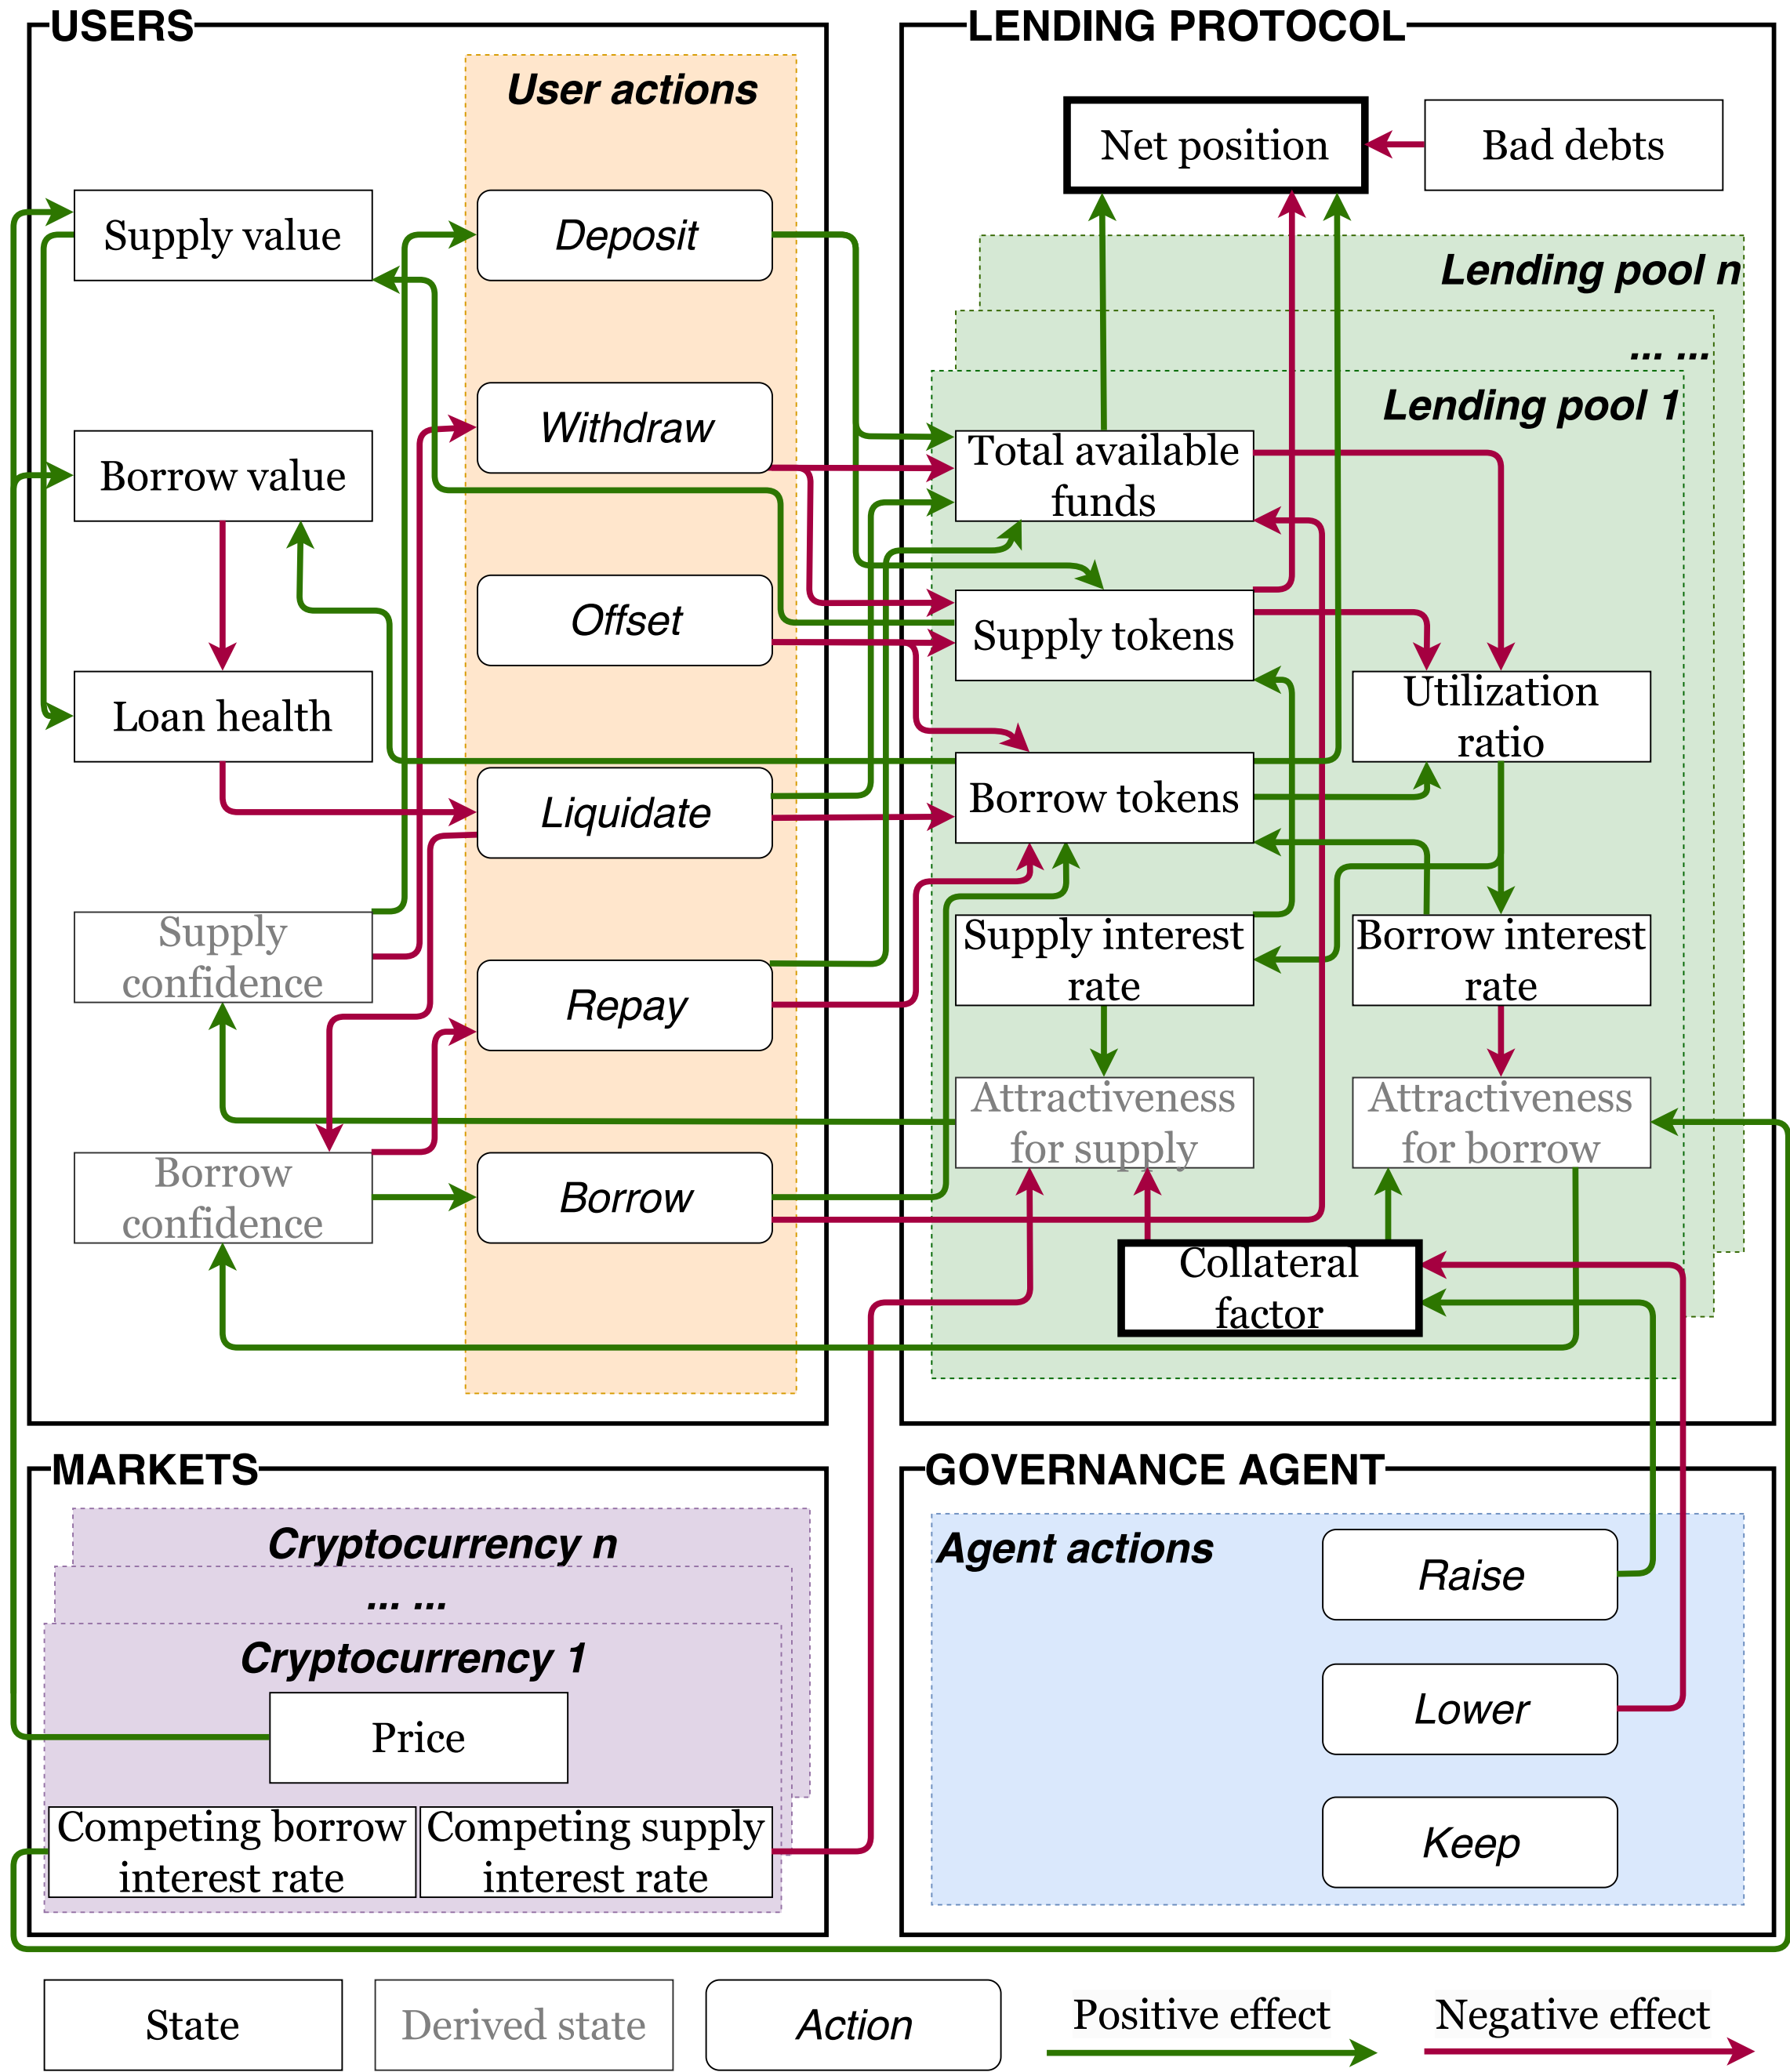 USERS
User actions
Supply value
Deposit
Withdraw
Borrow value
Offset
Loan health
Liquidate
Supply
confidence
Repay
Borrow
confidence
Borrow
LENDING PROTOCOL
Net position
Bad debts
Lending pool n
... ...
Lending pool 1
Total available
funds
Supply tokens
Utilization
ratio
Borrow tokens
Supply interest
rate
Borrow interest
rate
Attractiveness
for supply
Attractiveness
for borrow
Collateral
factor
MARKETS
Cryptocurrency n
... ...
Cryptocurrency 1
Price
Competing borrow
interest rate
Competing supply
interest rate
GOVERNANCE AGENT
Agent actions
Raise
Lower
Keep
State
Derived state
Action
Positive effect
Negative effect